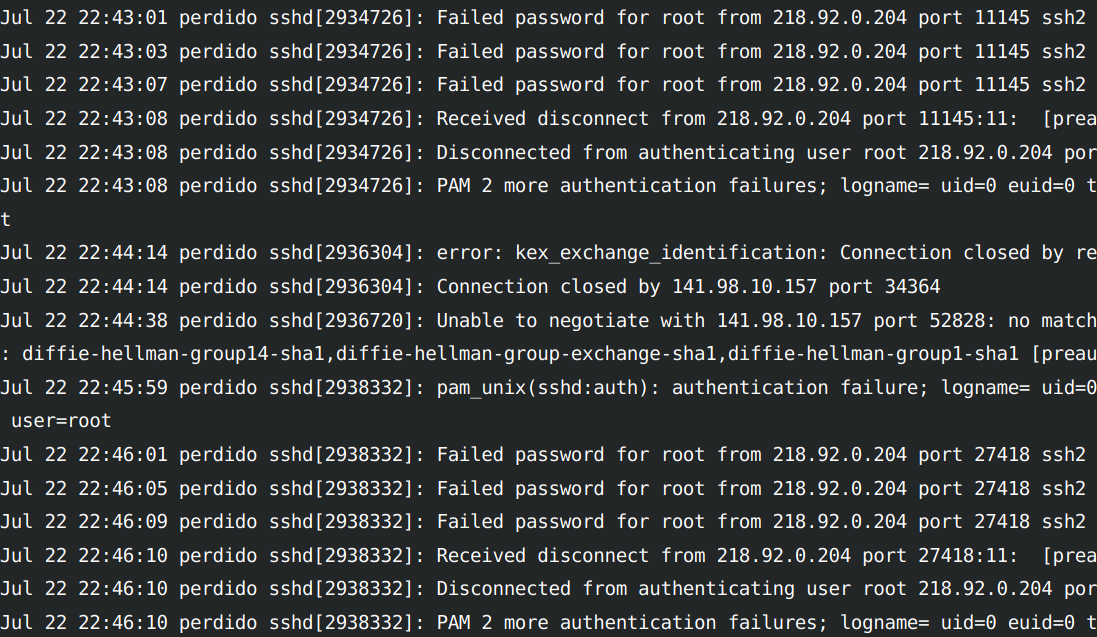 Jul 22 22:43:01 perdido sshd[2934726]: Failed password for root from 218.92.0.204 port 11145 ssh2
Jul 22 22:43:03 perdido sshd[2934726]: Failed password for root from 218.92.0.204 port 11145 ssh2
Jul 22 22:43:07 perdido sshd[2934726]: Failed password for root from 218.92.0.204 port 11145 ssh2
Jul 22 22:43:08 perdido sshd[2934726]: Received disconnect from 218.92.0.204 port 11145:11:  [prea
Jul 22 22:43:08 perdido sshd[2934726]: Disconnected from authenticating user root 218.92.0.204 por
Jul 22 22:43:08 perdido sshd[2934726]: PAM 2 more authentication failures; logname= uid=0 euid=0 t
t
Jul 22 22:44:14 perdido sshd[2936304]: error: kex_exchange_identification: Connection closed by re
Jul 22 22:44:14 perdido sshd[2936304]: Connection closed by 141.98.10.157 port 34364
Jul 22 22:44:38 perdido sshd[2936720]: Unable to negotiate with 141.98.10.157 port 52828: no match
: diffie-hellman-group14-sha1,diffie-hellman-group-exchange-sha1,diffie-hellman-group1-sha1 [preau
Jul 22 22:45:59 perdido sshd[2938332]: pam_unix(sshd:auth): authentication failure; logname= uid=0
 user=root
Jul 22 22:46:01 perdido sshd[2938332]: Failed password for root from 218.92.0.204 port 27418 ssh2
Jul 22 22:46:05 perdido sshd[2938332]: Failed password for root from 218.92.0.204 port 27418 ssh2
Jul 22 22:46:09 perdido sshd[2938332]: Failed password for root from 218.92.0.204 port 27418 ssh2
Jul 22 22:46:10 perdido sshd[2938332]: Received disconnect from 218.92.0.204 port 27418:11:  [prea
Jul 22 22:46:10 perdido sshd[2938332]: Disconnected from authenticating user root 218.92.0.204 por
Jul 22 22:46:10 perdido sshd[2938332]: PAM 2 more authentication failures; logname= uid=0 euid=0 t